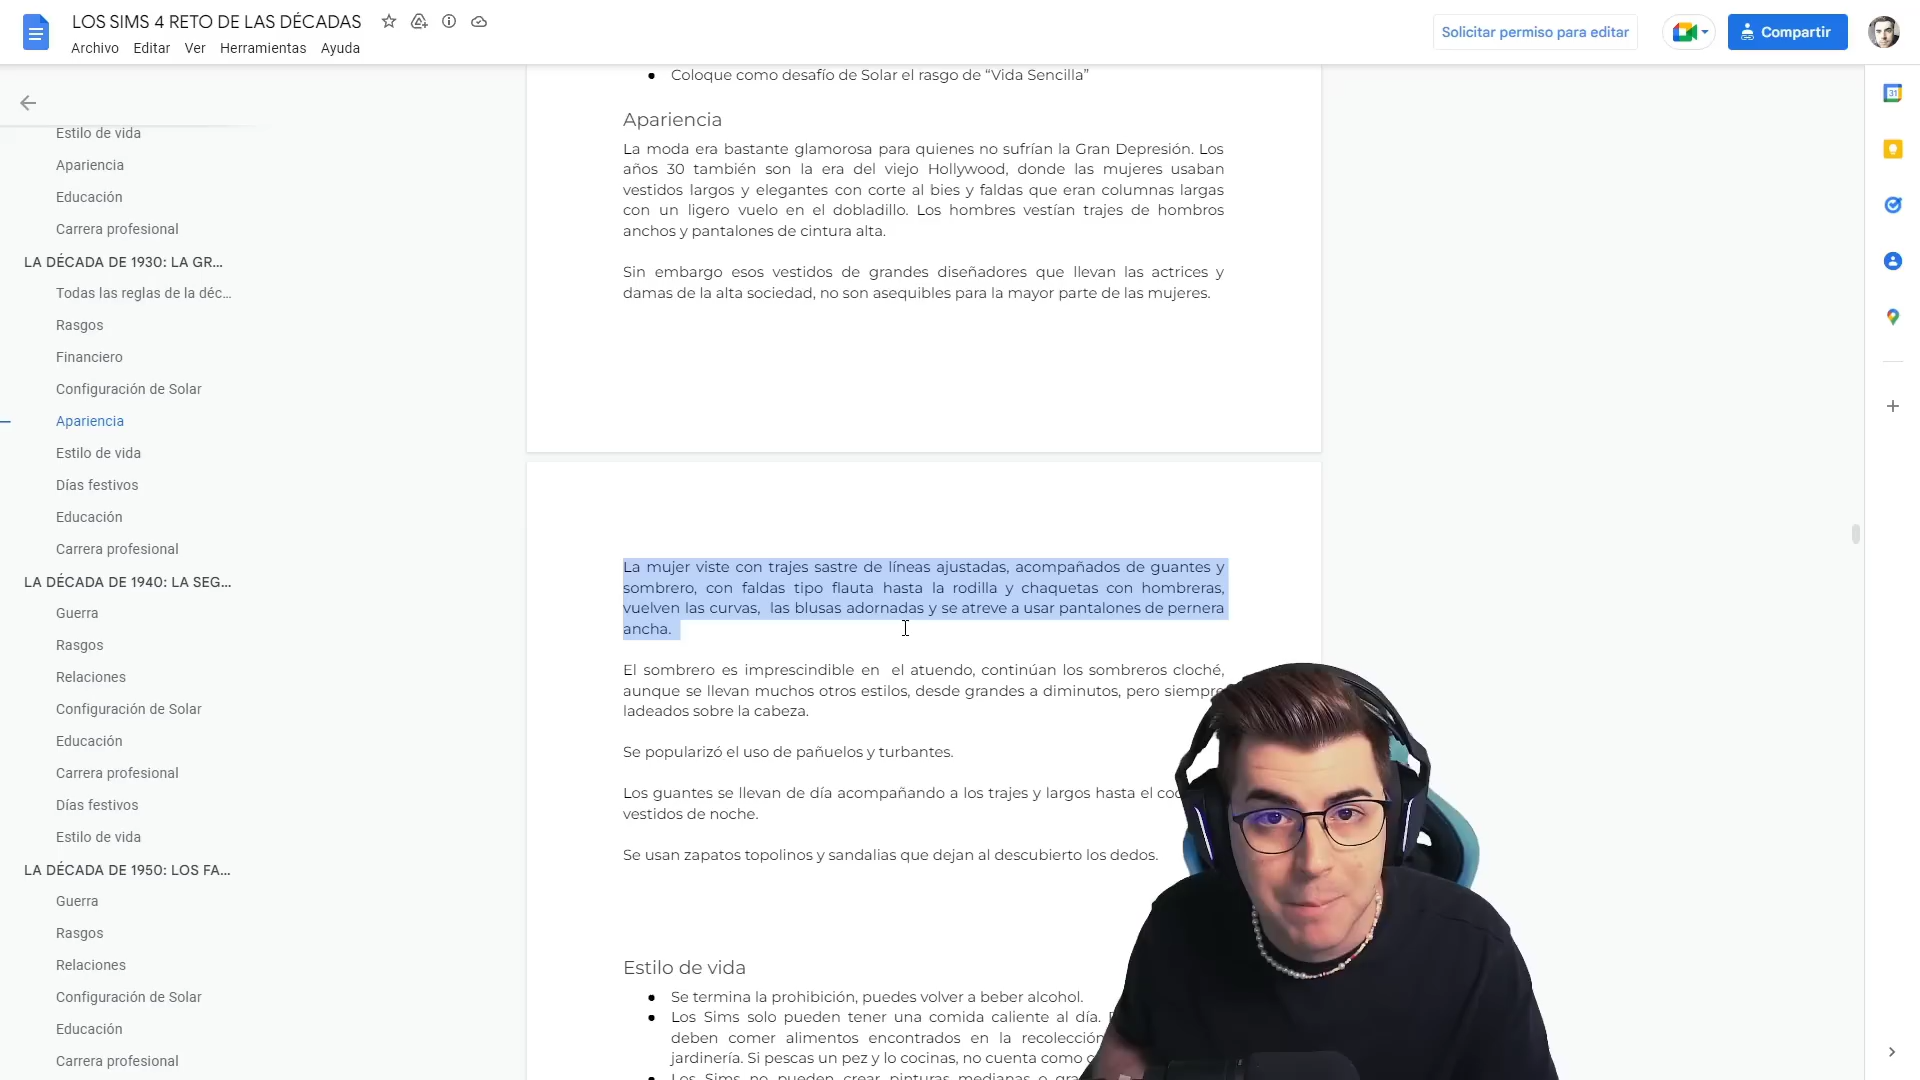 LOS SIMS 4 RETO DE LAS DÉCADAS
Archivo Editar Ver Herramientas Ayuda
Solicitar permiso para editar
Compartir
Estilo de vida
Apariencia
Educación
Carrera profesional
LA DÉCADA DE 1930: LA GR...
Todas las reglas de la déc...
Rasgos
Financiero
Configuración de Solar
Apariencia
Estilo de vida
Días festivos
Educación
Carrera profesional
LA DÉCADA DE 1940: LA SEG...
Guerra
Rasgos
Relaciones
Configuración de Solar
Educación
Carrera profesional
Días festivos
Estilo de vida
LA DÉCADA DE 1950: LOS FA...
Guerra
Rasgos
Relaciones
Configuración de Solar
Educación
Carrera profesional
● Coloque como desafío de Solar el rasgo de “Vida Sencilla”
Apariencia
La moda era bastante glamorosa para quienes no sufrían la Gran Depresión. Los
años 30 también son la era del viejo Hollywood, donde las mujeres usaban
vestidos largos y elegantes con corte al bies y faldas que eran columnas largas
con un ligero vuelo en el dobladillo. Los hombres vestían trajes de hombros
anchos y pantalones de cintura alta.
Sin embargo esos vestidos de grandes diseñadores que llevan las actrices y
damas de la alta sociedad, no son asequibles para la mayor parte de las mujeres.
La mujer viste con trajes sastre de líneas ajustadas, acompañados de guantes y
sombrero, con faldas tipo flauta hasta la rodilla y chaquetas con hombreras,
vuelven las curvas, las blusas adornadas y se atreve a usar pantalones de pernera
ancha.
El sombrero es imprescindible en el atuendo, continúan los sombreros cloché,
aunque se llevan muchos otros estilos, desde grandes a diminutos, pero siempre
ladeados sobre la cabeza.
Se popularizó el uso de pañuelos y turbantes.
Los guantes se llevan de día acompañando a los trajes y largos hasta el
vestidos de noche.
Se usan zapatos topolinos y sandalias que dejan al descubierto los dedos.
Estilo de vida
● Se termina la prohibición, puedes volver a beber alcohol.
● Los Sims solo pueden tener una comida caliente al día.
deben comer alimentos encontrados en la recolección
jardinería. Si pescas un pez y lo cocinas, no cuenta como
● Los Sims no pueden crear pinturas medianas o
31